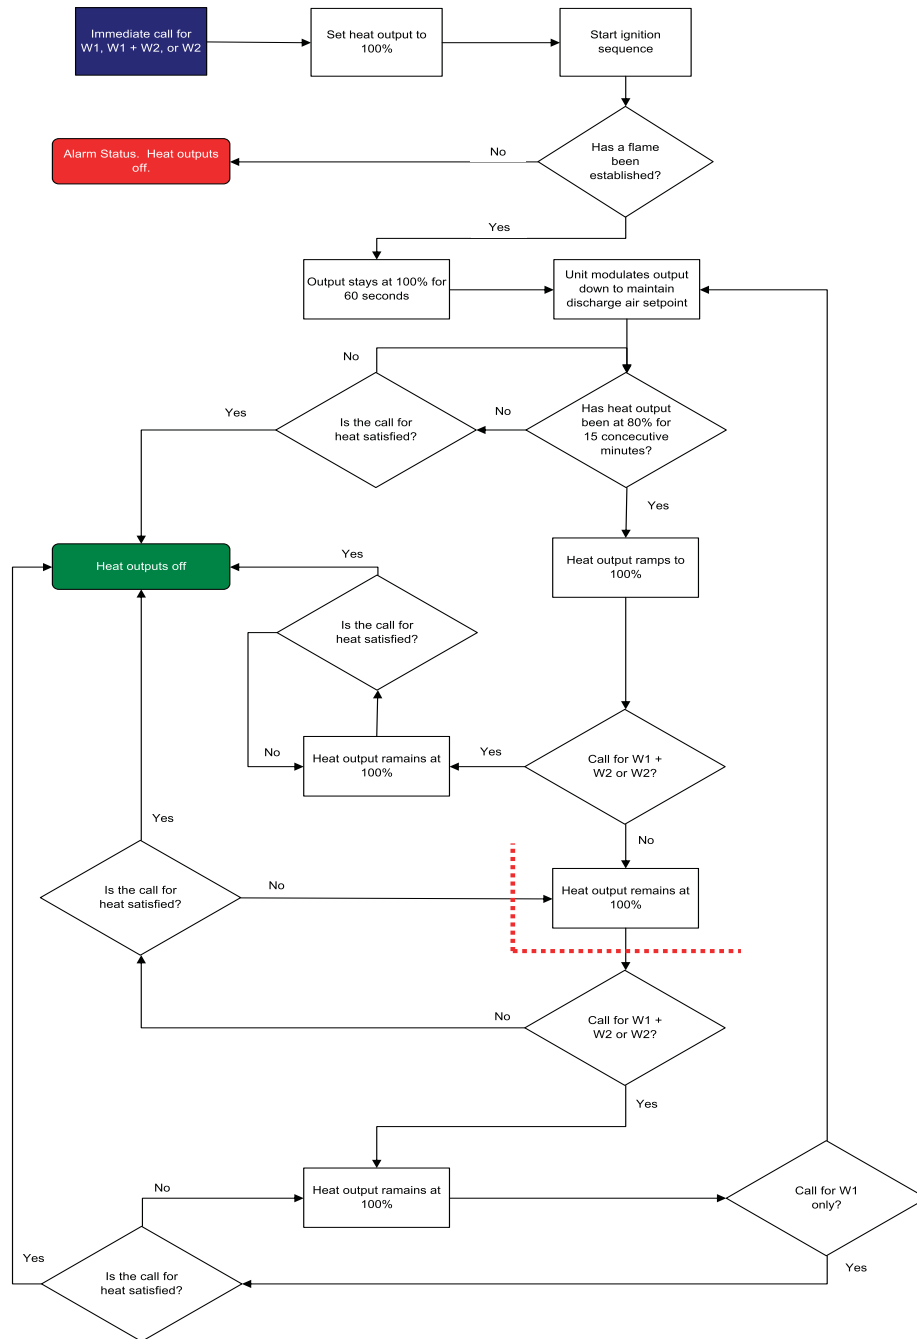 Immediate call for
W1, W1 + W2, or W2
Set heat output to
100%
Start ignition
sequence
Has a flame
been
established?
No
Alarm Status.  Heat outputs
off.
Yes
Output stays at 100% for
60 seconds
Unit modulates output
down to maintain
discharge air setpoint
No
Yes
Is the call for
heat satisfied?
No
Has heat output
been at 80% for
15 concecutive
minutes?
Yes
Heat outputs off
Yes
Heat output ramps to
100%
Is the call for
heat satisfied?
No
Heat output ramains at
100%
Yes
Call for W1 +
W2 or W2?
Yes
No
Is the call for
heat satisfied?
No
Heat output remains at
100%
No
Call for W1 +
W2 or W2?
Yes
No
Heat output ramains at
100%
Call for W1
only?
Yes
Is the call for
heat satisfied?
Yes